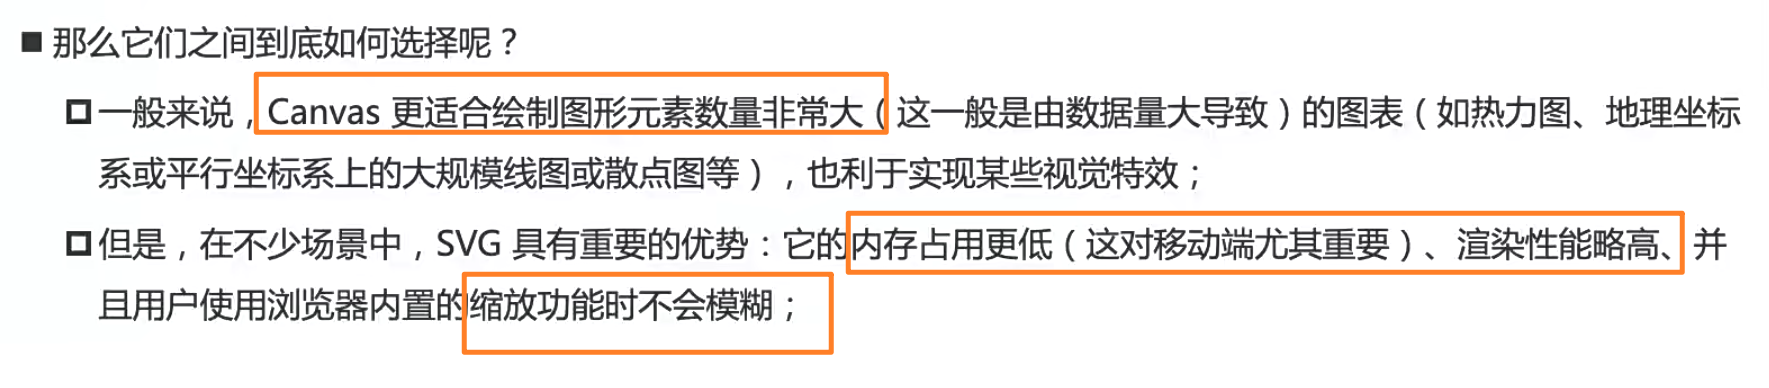 ■ 那么它们之间到底如何选择呢？
一般来说，Canvas 更适合绘制图形元素数量非常大（这一般是由数据量大导致）的图表（如热力图、地理坐标
系或平行坐标系上的大规模线图或散点图等），也利于实现某些视觉特效；
但是，在不少场景中，SVG 具有重要的优势：它的内存占用更低（这对移动端尤其重要）、渲染性能略高、并
且用户使用浏览器内置的缩放功能时不会模糊；